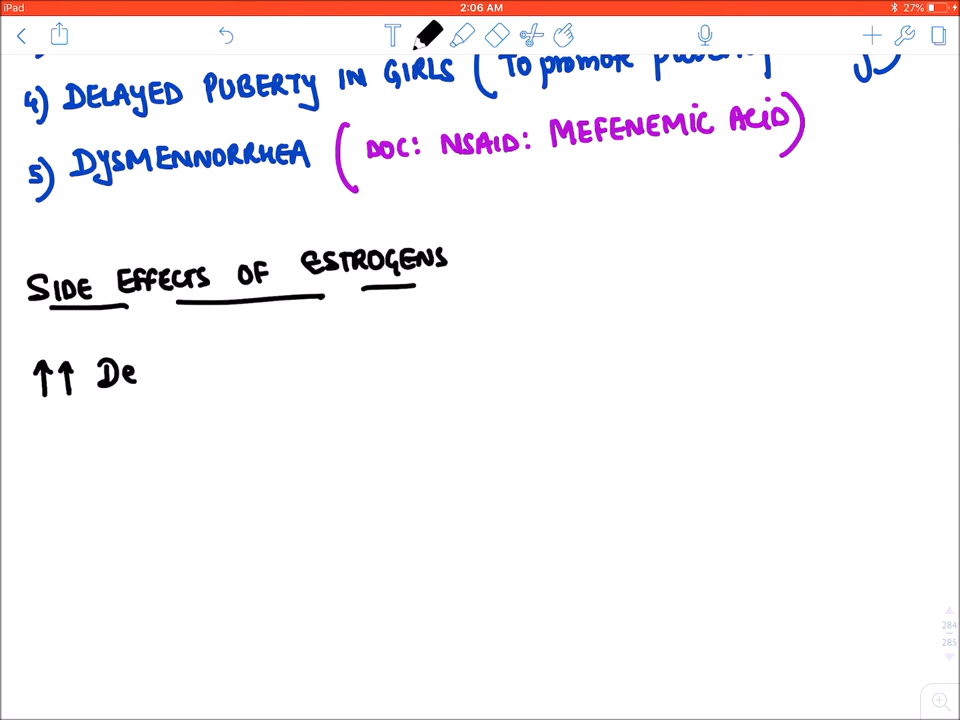 iPad 2:06 AM 27%
T
4) DELAYED PUBERTY IN GIRLS ( To promote
5) DYSMENNORRHEA ( DOC: NSAID: MEFENEMIC ACID )
SIDE EFFECTS OF ESTROGENS
↑↑ De
284
285